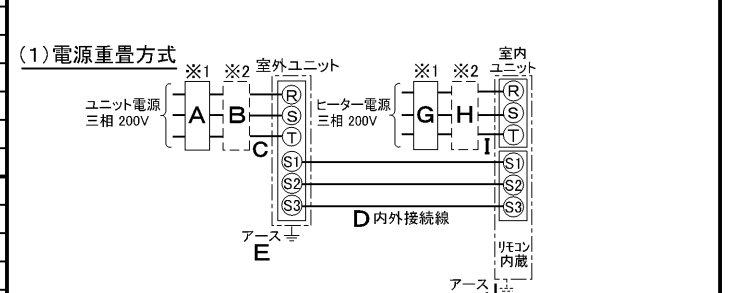 (1)電源重畳方式
※1 ※2 室外ユニット
ユニット電源
三相 200V
A B
R
S
T
C
S1
S2
S3
アース
E
D 内外接続線
※1 ※2 室内
ユニット
ヒーター電源
三相 200V
G H
R
S
T
I
S1
S2
S3
リモコン
内蔵
アース